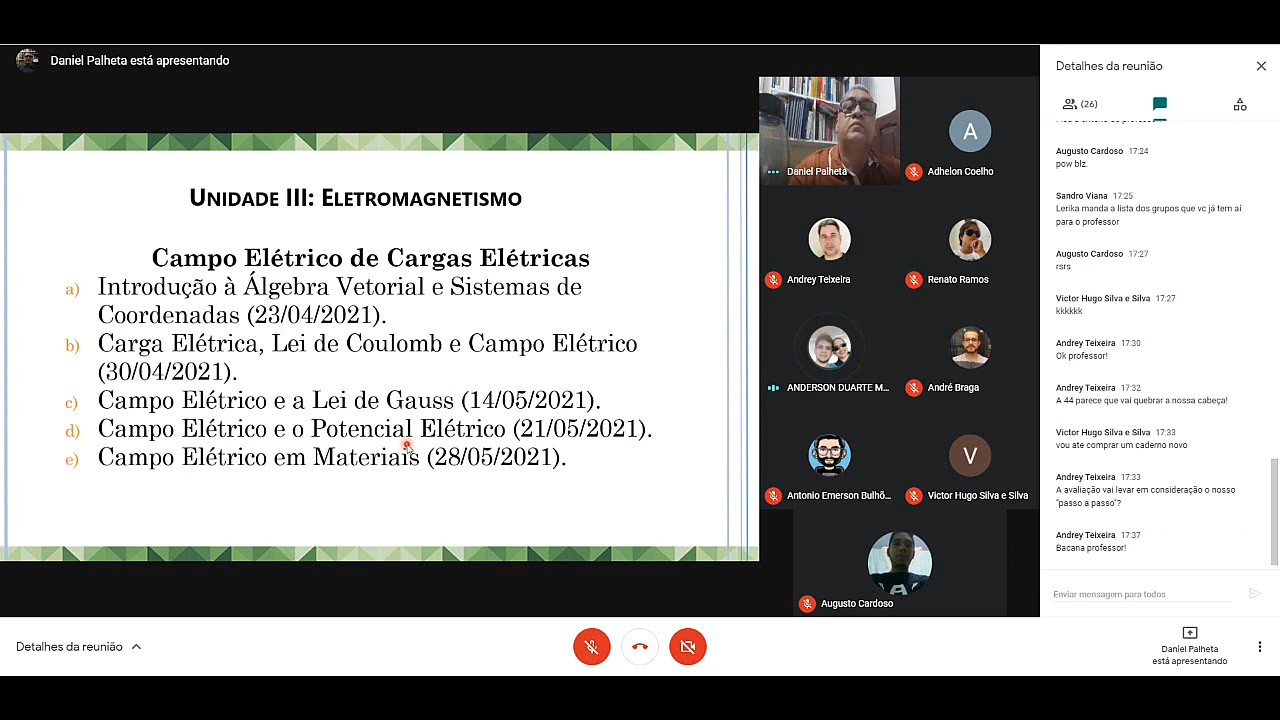 Daniel Palheta está apresentando
UNIDADE III: ELETROMAGNETISMO
Campo Elétrico de Cargas Elétricas
a) Introdução à Álgebra Vetorial e Sistemas de
Coordenadas (23/04/2021).
b) Carga Elétrica, Lei de Coulomb e Campo Elétrico
(30/04/2021).
c) Campo Elétrico e a Lei de Gauss (14/05/2021).
d) Campo Elétrico e o Potencial Elétrico (21/05/2021).
e) Campo Elétrico em Materiais (28/05/2021).
Daniel Palheta
A
Adhelon Coelho
Andrey Teixeira
Renato Ramos
ANDERSON DUARTE M...
André Braga
Antonio Emerson Bulhõ...
V
Victor Hugo Silva e Silva
Augusto Cardoso
Detalhes da reunião
(26)
Augusto Cardoso 17:24
pow blz.
Sandro Viana 17:25
Lerika manda a lista dos grupos que vc já tem aí
para o professor
Augusto Cardoso 17:27
rsrs
Victor Hugo Silva e Silva 17:27
kkkkkk
Andrey Teixeira 17:30
Ok professor!
Andrey Teixeira 17:32
A 44 parece que vai quebrar a nossa cabeça!
Victor Hugo Silva e Silva 17:33
vou ate comprar um caderno novo
Andrey Teixeira 17:33
A avaliação vai levar em consideração o nosso
"passo a passo"?
Andrey Teixeira 17:37
Bacana professor!
Enviar mensagem para todos
Detalhes da reunião
Daniel Palheta
está apresentando